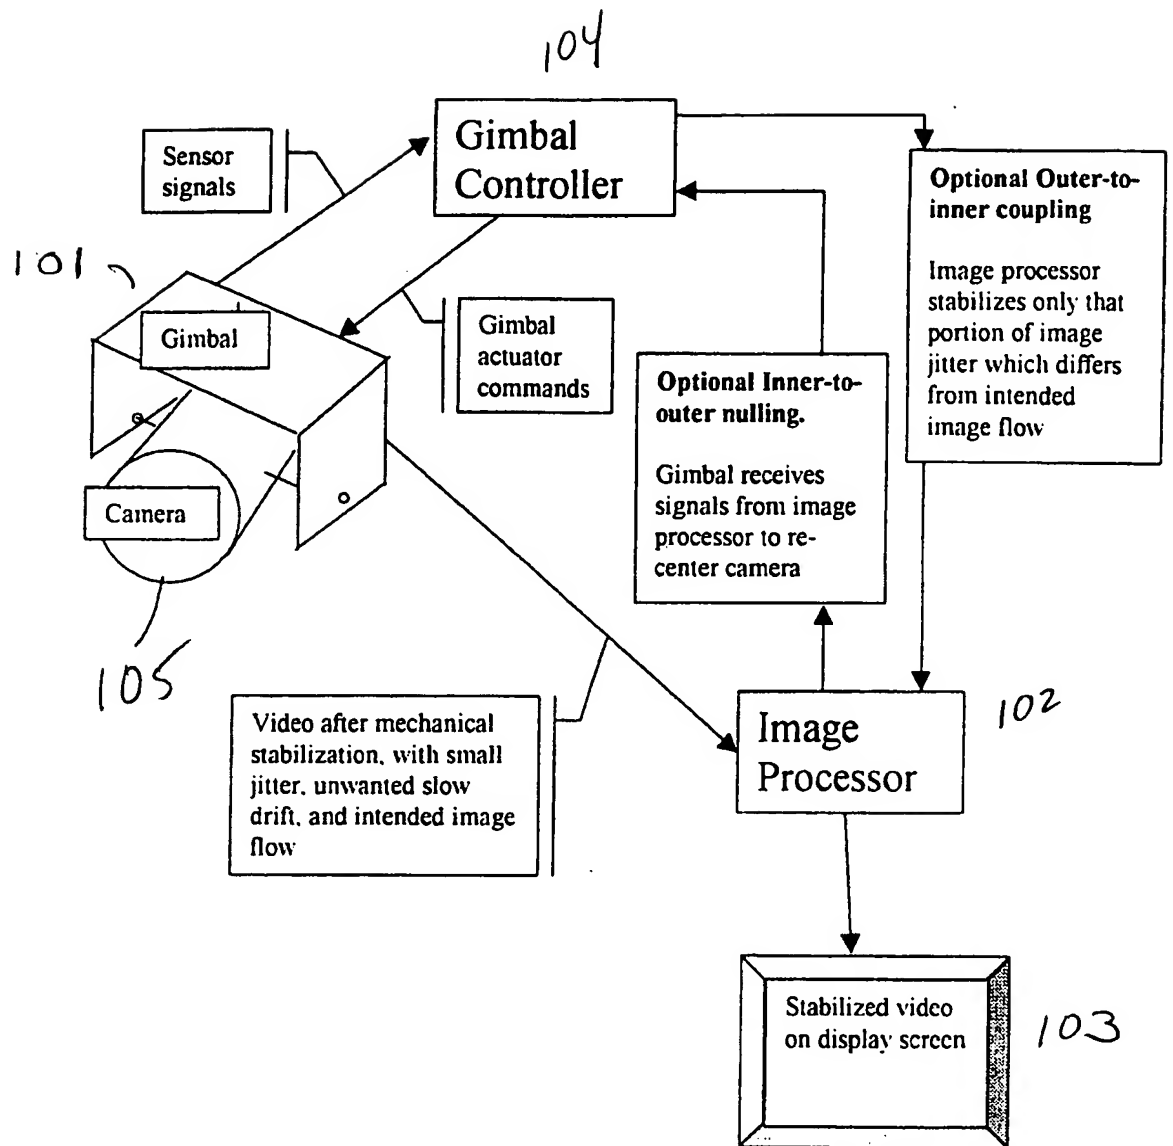 104
Gimbal
Controller
Sensor
signals
Optional Outer-to-
inner coupling
Image processor
stabilizes only that
portion of image
jitter which differs
from intended
image flow
101
Gimbal
Gimbal
actuator
commands
Optional Inner-to-
outer nulling.
Gimbal receives
signals from image
processor to re-
center camera
Camera
105
Video after mechanical
stabilization, with small
jitter, unwanted slow
drift, and intended image
flow
102
Image
Processor
Stabilized video
on display screen
103